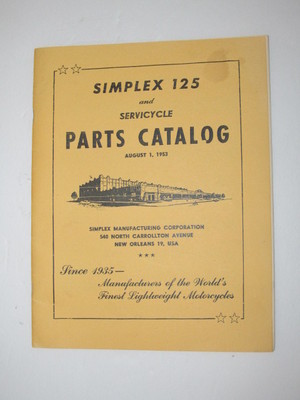 SIMPLEX 125
and
SERVICYCLE
PARTS CATALOG
AUGUST 1, 1953
SIMPLEX MANUFACTURING CORPORATION
540 NORTH CARROLLTON AVENUE
NEW ORLEANS 19, USA
Since 1935—
Manufacturers of the World's
Finest Lightweight Motorcycles